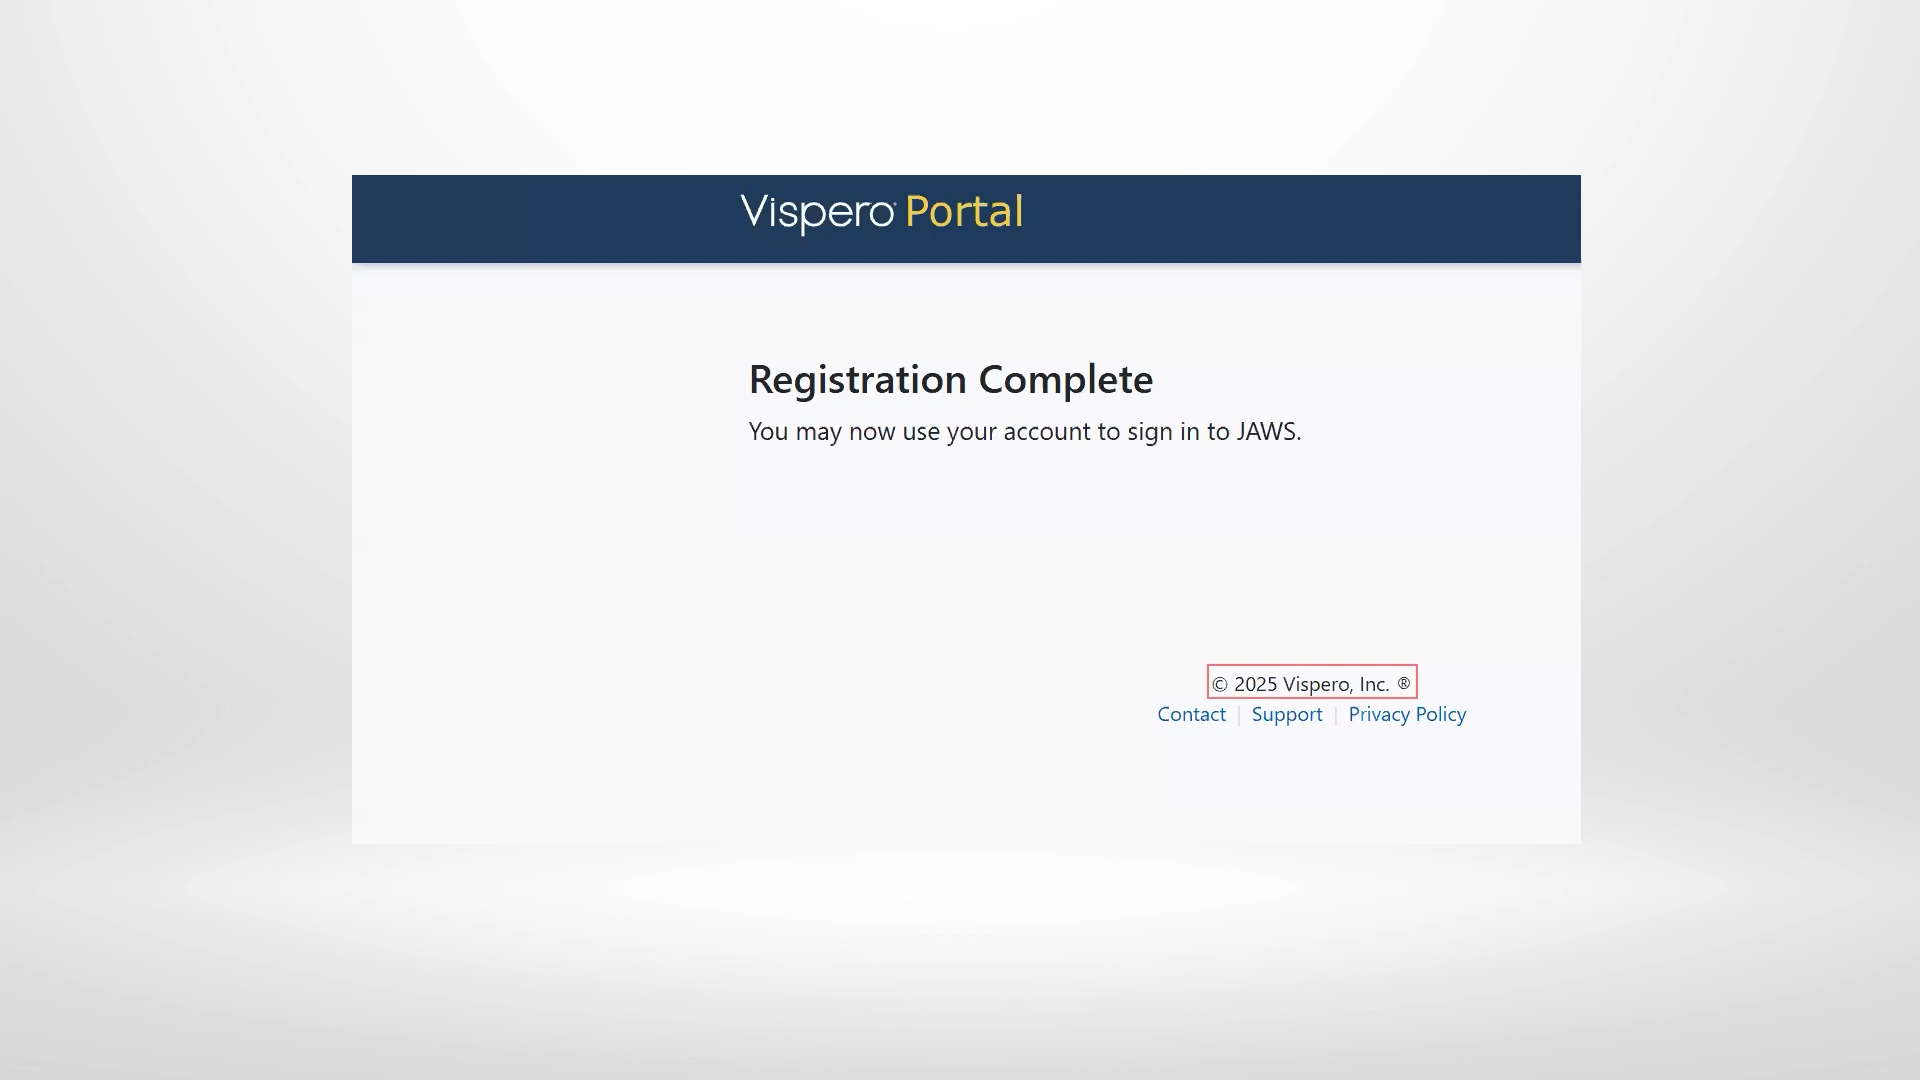 Vispero Portal
Registration Complete
You may now use your account to sign in to JAWS.
© 2025 Vispero, Inc. ®
Contact | Support | Privacy Policy